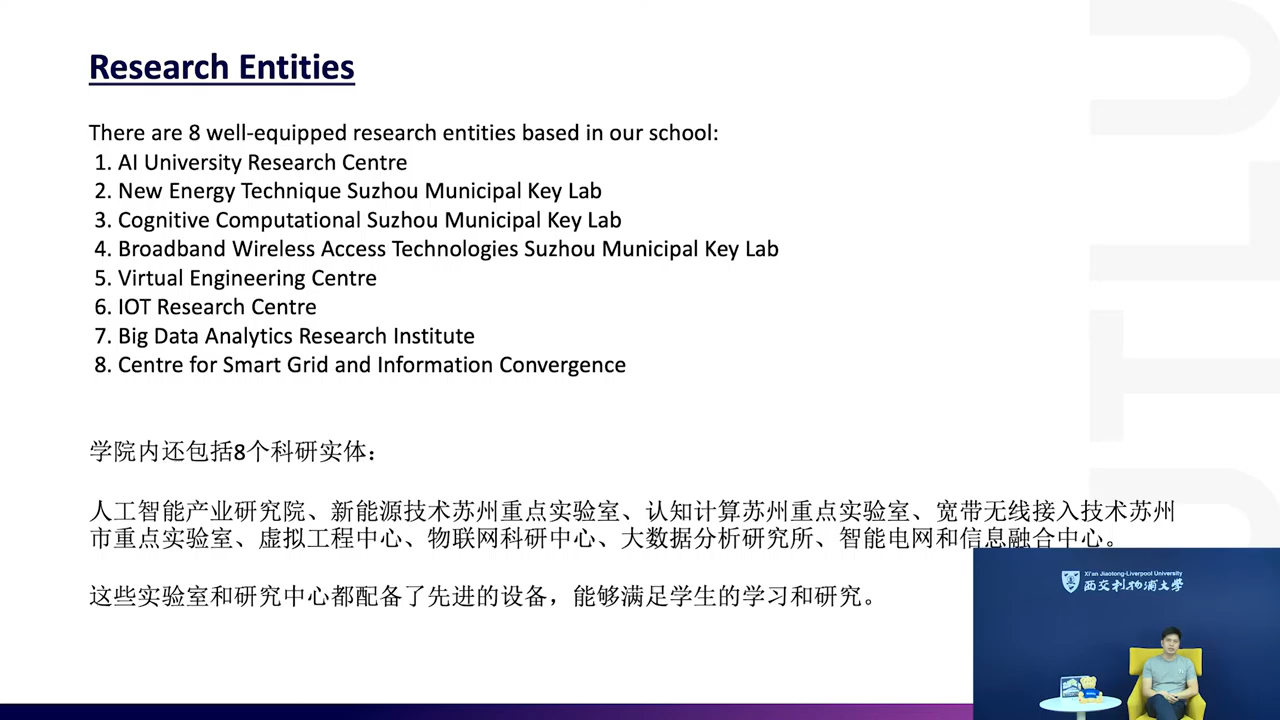 Research Entities
There are 8 well-equipped research entities based in our school:
1. AI University Research Centre
2. New Energy Technique Suzhou Municipal Key Lab
3. Cognitive Computational Suzhou Municipal Key Lab
4. Broadband Wireless Access Technologies Suzhou Municipal Key Lab
5. Virtual Engineering Centre
6. IOT Research Centre
7. Big Data Analytics Research Institute
8. Centre for Smart Grid and Information Convergence
学院内还包括8个科研实体：
人工智能产业研究院、新能源技术苏州重点实验室、认知计算苏州重点实验室、宽带无线接入技术苏州
市重点实验室、虚拟工程中心、物联网科研中心、大数据分析研究所、智能电网和信息融合中心。
这些实验室和研究中心都配备了先进的设备，能够满足学生的学习和研究。
Xi'an Jiaotong-Liverpool University
西交利物浦大學